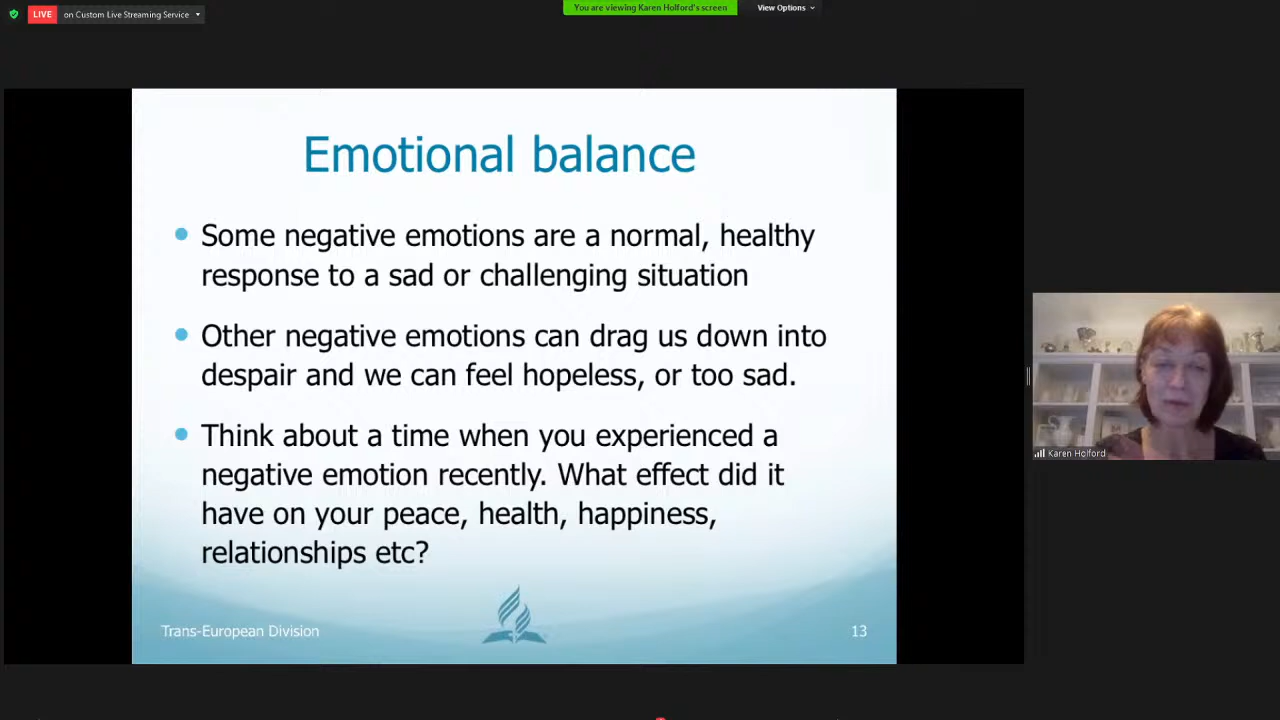 LIVE on Custom Live Streaming Service
You are viewing Karen Holford's screen
View Options
Emotional balance
Some negative emotions are a normal, healthy
response to a sad or challenging situation
Other negative emotions can drag us down into
despair and we can feel hopeless, or too sad.
Think about a time when you experienced a
negative emotion recently. What effect did it
have on your peace, health, happiness,
relationships etc?
Karen Holford
Trans-European Division
13